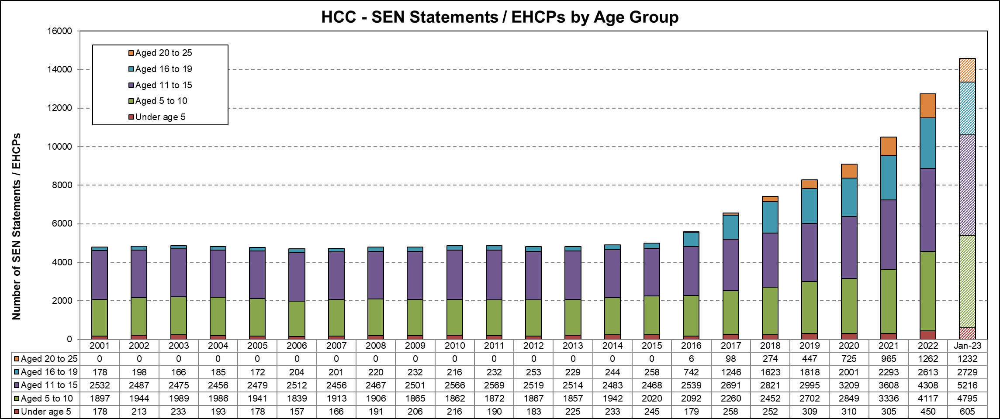 HCC - SEN Statements / EHCPs by Age Group
16000
14000
12000
10000
8000
6000
4000
2000
0
Number of SEN Statements / EHCPs
Aged 20 to 25
Aged 16 to 19
Aged 11 to 15
Aged 5 to 10
Under age 5
2001 2002 2003 2004 2005 2006 2007 2008 2009 2010 2011 2012 2013 2014 2015 2016 2017 2018 2019 2020 2021 2022 Jan-23
Aged 20 to 25 0 0 0 0 0 0 0 0 0 0 0 0 0 0 0 6 98 274 447 725 965 1262 1232
Aged 16 to 19 178 198 166 185 172 204 201 220 232 216 232 253 229 244 258 742 1246 1623 1818 2001 2293 2613 2729
Aged 11 to 15 2532 2487 2475 2456 2479 2512 2456 2467 2501 2566 2569 2519 2514 2483 2468 2539 2691 2821 2995 3209 3608 4308 5216
Aged 5 to 10 1897 1944 1989 1986 1941 1839 1913 1906 1865 1862 1872 1867 1857 1942 2020 2092 2260 2452 2702 2849 3336 4117 4795
Under age 5 178 213 233 193 178 157 166 191 206 216 190 183 225 233 245 179 258 252 309 310 305 450 605